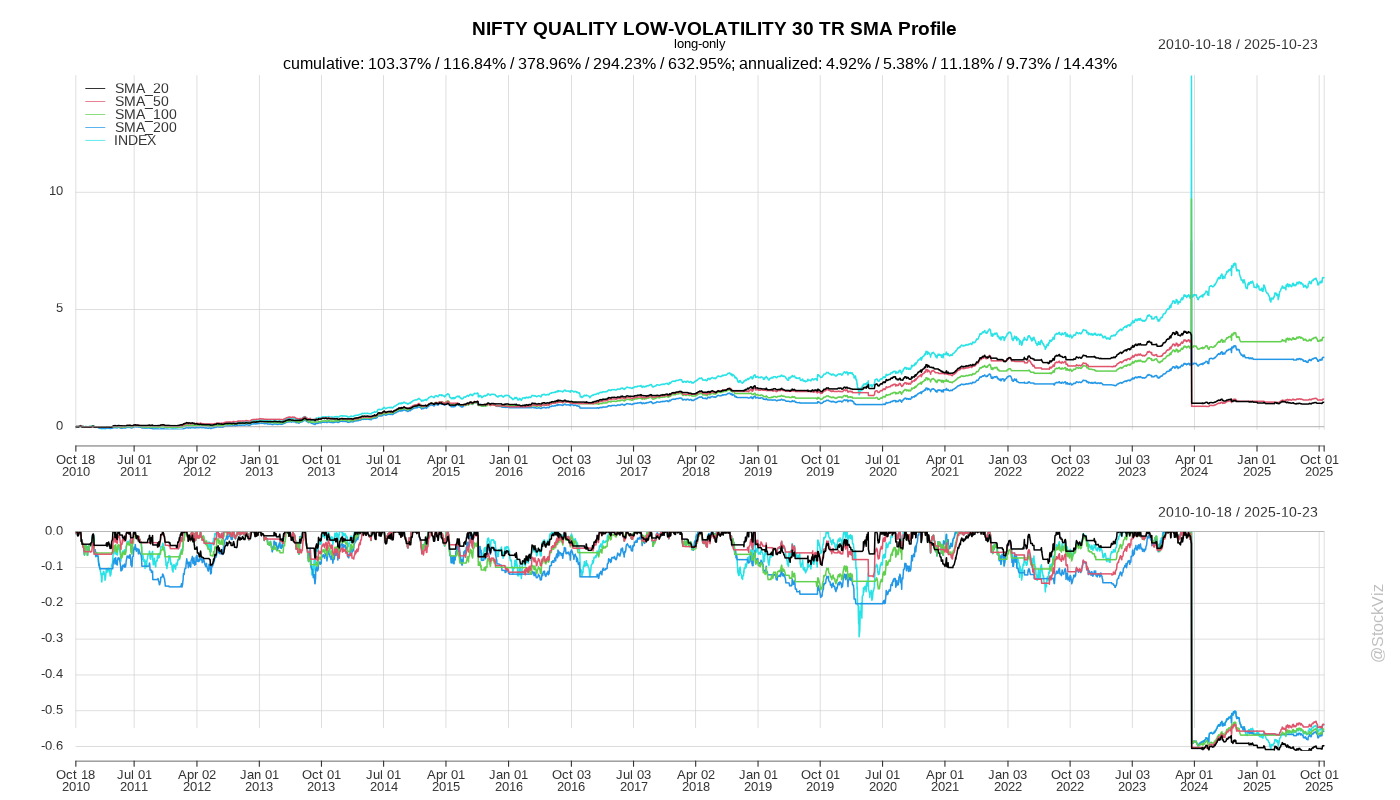 NIFTY QUALITY LOW-VOLATILITY 30 TR SMA Profile
long-only
2010-10-18 / 2025-10-23
cumulative: 103.37% / 116.84% / 378.96% / 294.23% / 632.95%; annualized: 4.92% / 5.38% / 11.18% / 9.73% / 14.43%
SMA_20
SMA_50
SMA_100
SMA_200
INDEX
10
5
0
Oct 18 Jul 01 Apr 02 Jan 01 Oct 01 Jul 01 Apr 01 Jan 01 Oct 03 Jul 03 Apr 02 Jan 01 Oct 01 Jul 01 Apr 01 Jan 03 Oct 03 Jul 03 Apr 01 Jan 01 Oct 01
2010 2011 2012 2013 2013 2014 2015 2016 2016 2017 2018 2019 2019 2020 2021 2022 2022 2023 2024 2025 2025
2010-10-18 / 2025-10-23
0.0
-0.1
-0.2
-0.3
-0.4
-0.5
-0.6
Oct 18 Jul 01 Apr 02 Jan 01 Oct 01 Jul 01 Apr 01 Jan 01 Oct 03 Jul 03 Apr 02 Jan 01 Oct 01 Jul 01 Apr 01 Jan 03 Oct 03 Jul 03 Apr 01 Jan 01 Oct 01
2010 2011 2012 2013 2013 2014 2015 2016 2016 2017 2018 2019 2019 2020 2021 2022 2022 2023 2024 2025 2025
@StockViz